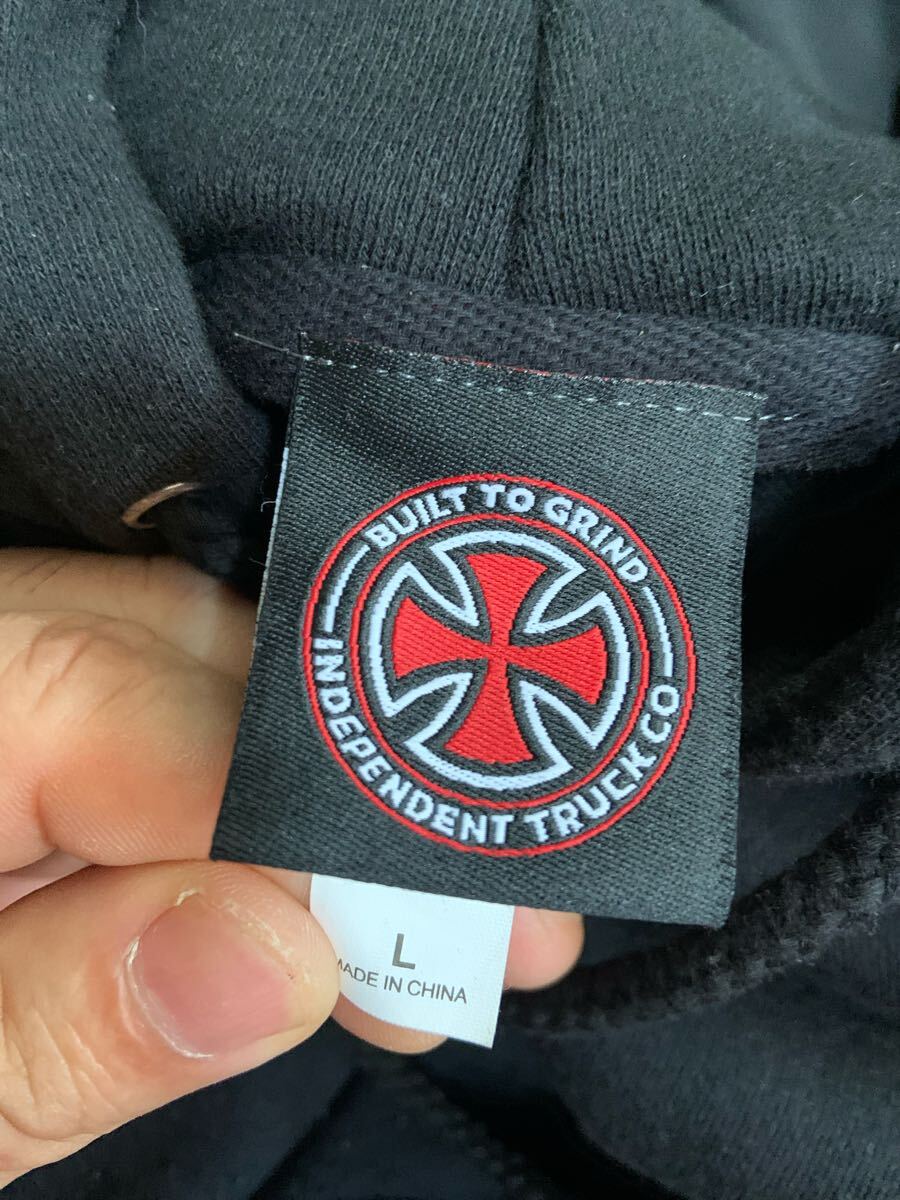 BUILT TO GRIND
INDEPENDENT TRUCK CO
L
MADE IN CHINA